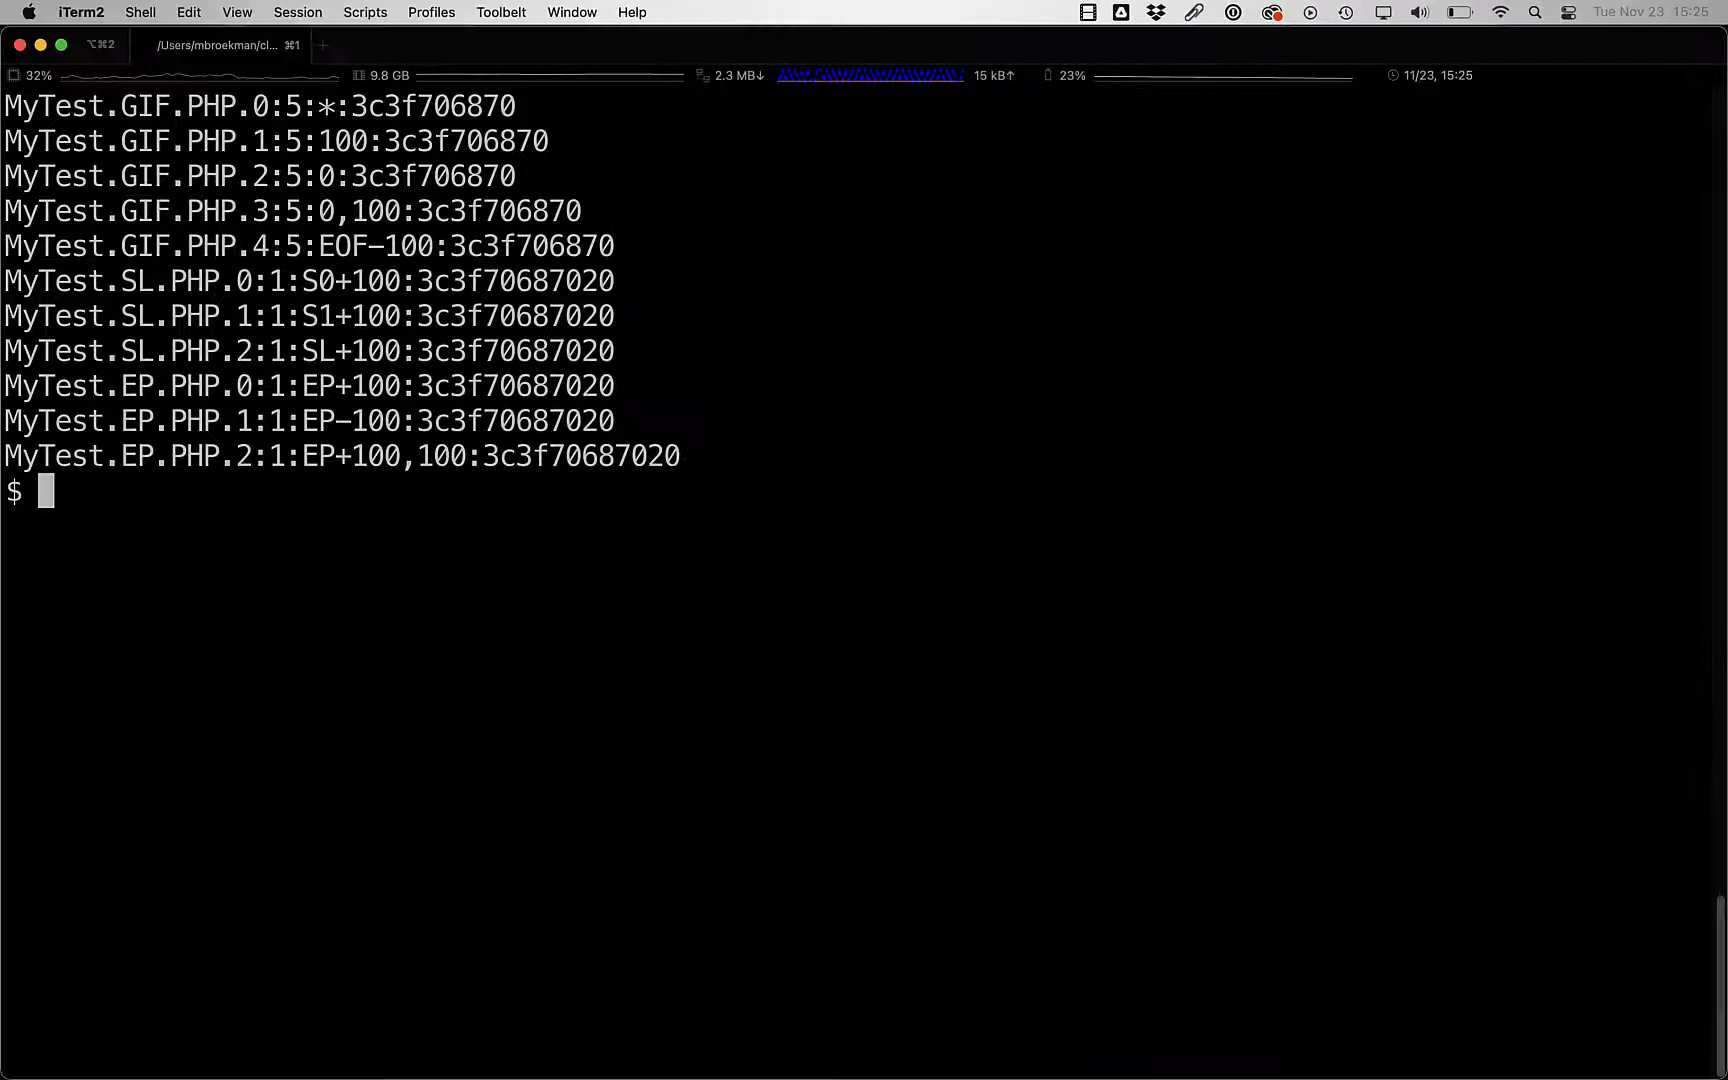 iTerm2 Shell Edit View Session Scripts Profiles Toolbelt Window Help Tue Nov 23 15:25
⌥⌘2 /Users/mbroekman/cl... ⌘1 +
32% 9.8 GB 2.3 MB↓ 15 kB↑ 23% 11/23, 15:25
MyTest.GIF.PHP.0:5:*:3c3f706870
MyTest.GIF.PHP.1:5:100:3c3f706870
MyTest.GIF.PHP.2:5:0:3c3f706870
MyTest.GIF.PHP.3:5:0,100:3c3f706870
MyTest.GIF.PHP.4:5:EOF-100:3c3f706870
MyTest.SL.PHP.0:1:S0+100:3c3f70687020
MyTest.SL.PHP.1:1:S1+100:3c3f70687020
MyTest.SL.PHP.2:1:SL+100:3c3f70687020
MyTest.EP.PHP.0:1:EP+100:3c3f70687020
MyTest.EP.PHP.1:1:EP-100:3c3f70687020
MyTest.EP.PHP.2:1:EP+100,100:3c3f70687020
$